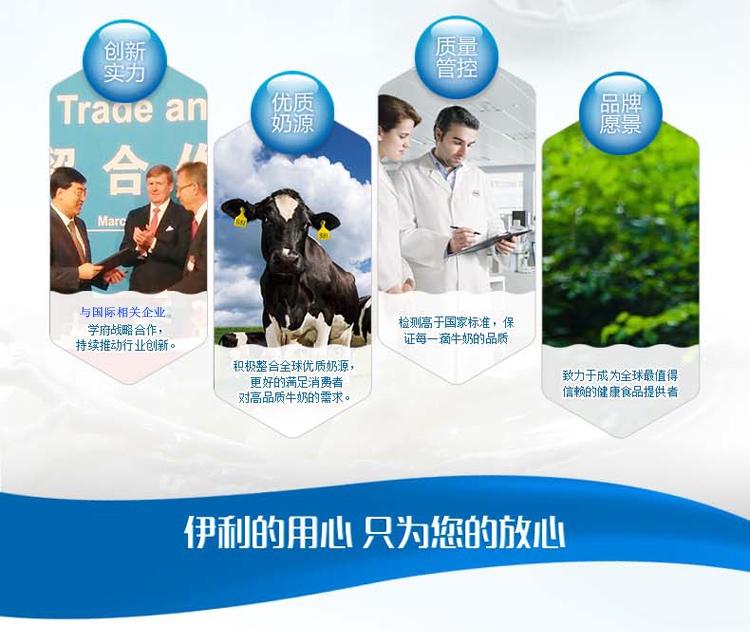 创新
实力
Trade an
贸 合 作
Marc
与国际相关企业。
学府战略合作，
持续推动行业创新。
优质
奶源
积极整合全球优质奶源，
更好的满足消费者
对高品质牛奶的需求。
质量
管控
检测高于国家标准，保
证每一滴牛奶的品质
品牌
愿景
致力于成为全球最值得
信赖的健康食品提供者
伊利的用心 只为您的放心